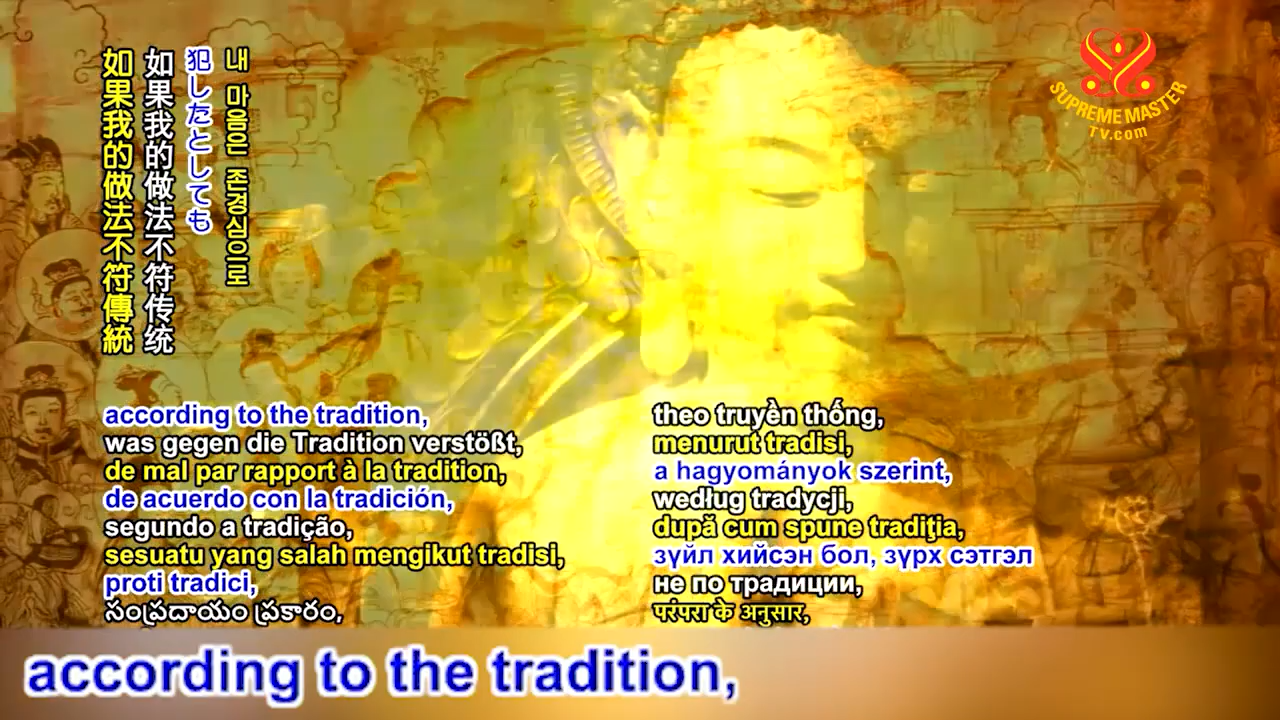 SUPREME MASTER
TV.com
내 마음은 진정심으로
犯したとしても
如果我的做法不符传统
如果我的做法不符傳統
according to the tradition,
was gegen die Tradition verstößt,
de mal par rapport à la tradition,
de acuerdo con la tradición,
segundo a tradição,
sesuatu yang salah mengikut tradisi,
proti tradici,
సంప్రదాయం ప్రకారం,
theo truyền thống,
menurut tradisi,
a hagyományok szerint,
według tradycji,
după cum spune tradiţia,
зүйл хийсэн бол, зүрх сэтгэл
не по традиции,
परंपरा के अनुसार,
according to the tradition,